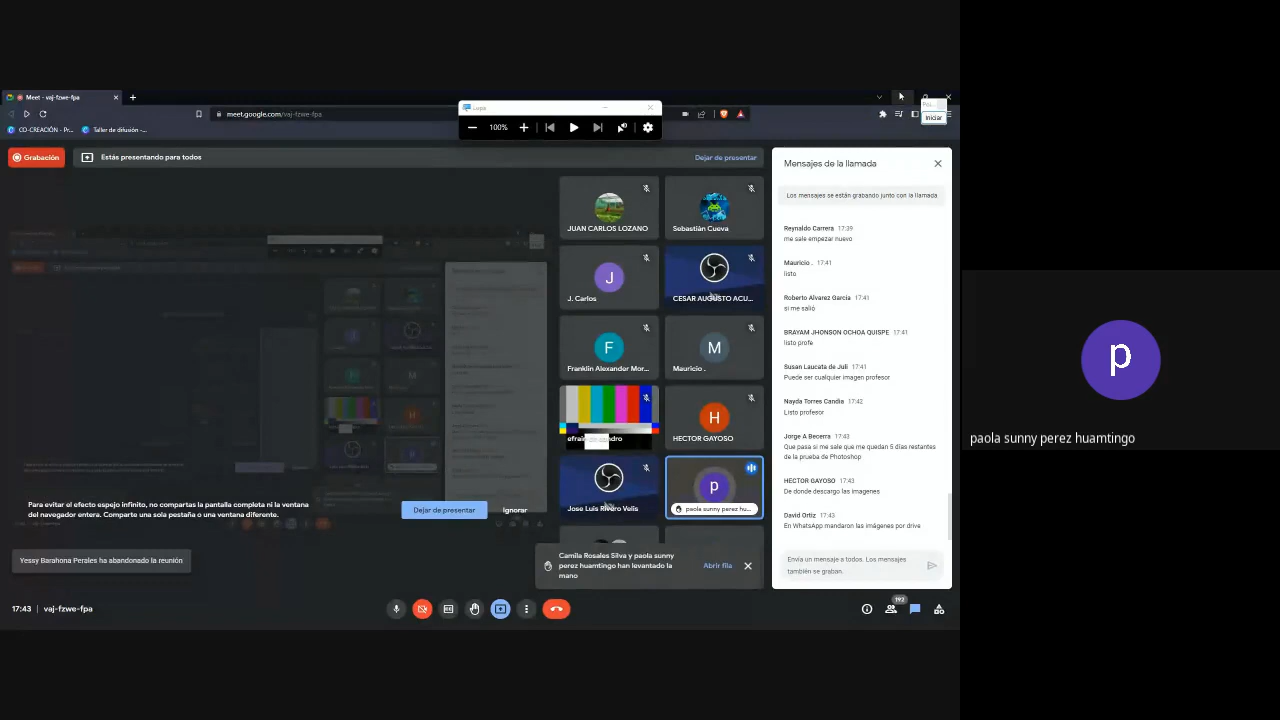 Meet - vaj-fzwe-fpa
meet.google.com/vaj-fzwe-fpa
Lupa
100%
Iniciar
CO-CREACIÓN - Pr...
Taller de difusión -...
Grabación
Estás presentando para todos
Dejar de presentar
JUAN CARLOS LOZANO
Sebastián Cueva
J
J. Carlos
CESAR AUGUSTO ACU...
F
Franklin Alexander Mor...
M
Mauricio .
H
HECTOR GAYOSO
Jose Luis Rivero Velis
p
paola sunny perez hu...
Para evitar el efecto espejo infinito, no compartas la pantalla completa ni la ventana
del navegador entera. Comparte una sola pestaña o una ventana diferente.
Dejar de presentar
Ignorar
Yessy Barahona Perales ha abandonado la reunión
Camila Rosales Silva y paola sunny
perez huamtingo han levantado la
mano
Abrir fila
17:43 | vaj-fzwe-fpa
192
Mensajes de la llamada
Los mensajes se están grabando junto con la llamada
Reynaldo Carrera 17:39
me sale empezar nuevo
Mauricio . 17:41
listo
Roberto Alvarez Garcia 17:41
si me salió
BRAYAM JHONSON OCHOA QUISPE 17:41
listo profe
Susan Laucata de Juli 17:41
Puede ser cualquier imagen profesor
Nayda Torres Candia 17:42
Listo profesor
Jorge A Becerra 17:43
Que pasa si me sale que me quedan 5 días restantes
de la prueba de Photoshop
HECTOR GAYOSO 17:43
De donde descargo las imagenes
David Ortiz 17:43
En WhatsApp mandaron las imágenes por drive
Envía un mensaje a todos. Los mensajes
también se graban.
p
paola sunny perez huamtingo